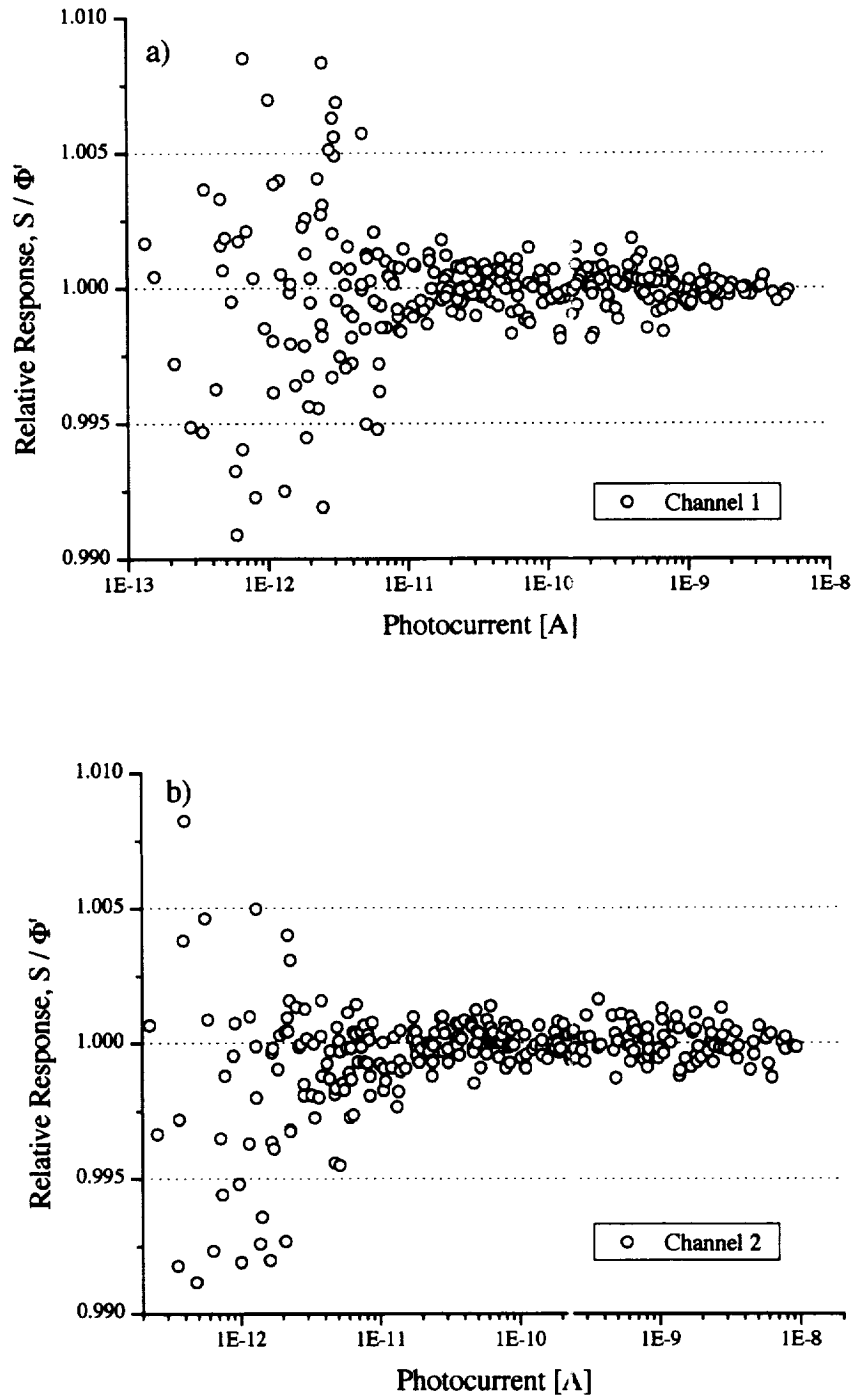 a)
1.010
1.005
1.000
0.995
0.990
Relative Response, S / Φ'
Channel 1
1E-13 1E-12 1E-11 1E-10 1E-9 1E-8
Photocurrent [A]
b)
1.010
1.005
1.000
0.995
0.990
Relative Response, S / Φ'
Channel 2
1E-12 1E-11 1E-10 1E-9 1E-8
Photocurrent [A]